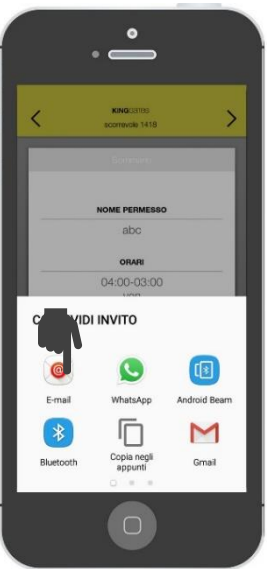 KINGGATES
scorrevole 1418
NOME PERMESSO
abc
ORARI
04:00-03:00
VIDI INVITO
E-mail
WhatsApp
Android Beam
Bluetooth
Copia negli
appunti
Gmail